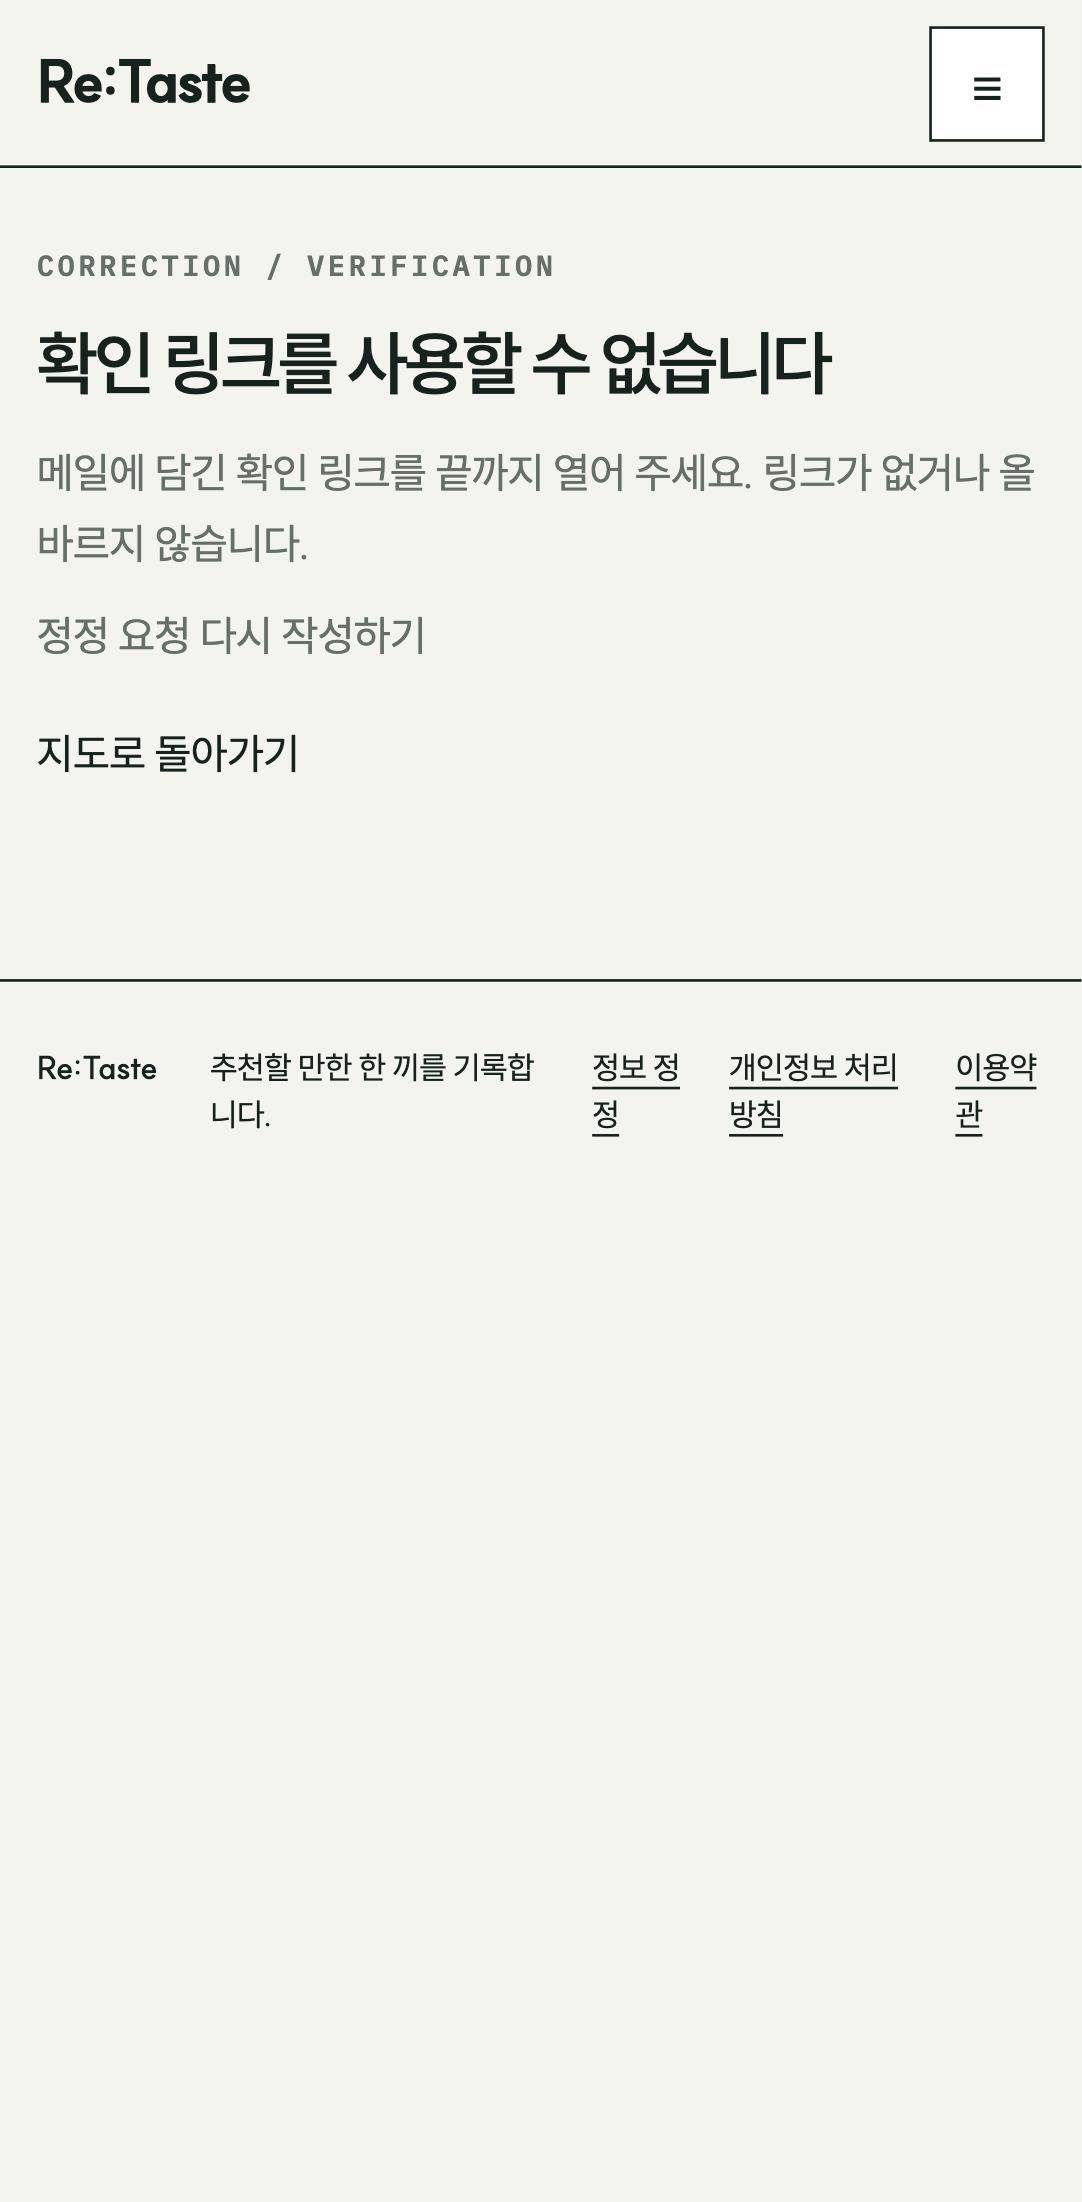 Re:Taste
≡
CORRECTION / VERIFICATION
확인 링크를 사용할 수 없습니다
메일에 담긴 확인 링크를 끝까지 열어 주세요. 링크가 없거나 올
바르지 않습니다.
정정 요청 다시 작성하기
지도로 돌아가기
Re:Taste 추천할 만한 한 끼를 기록합 정보 정 개인정보 처리 이용약
니다. 정 방침 관